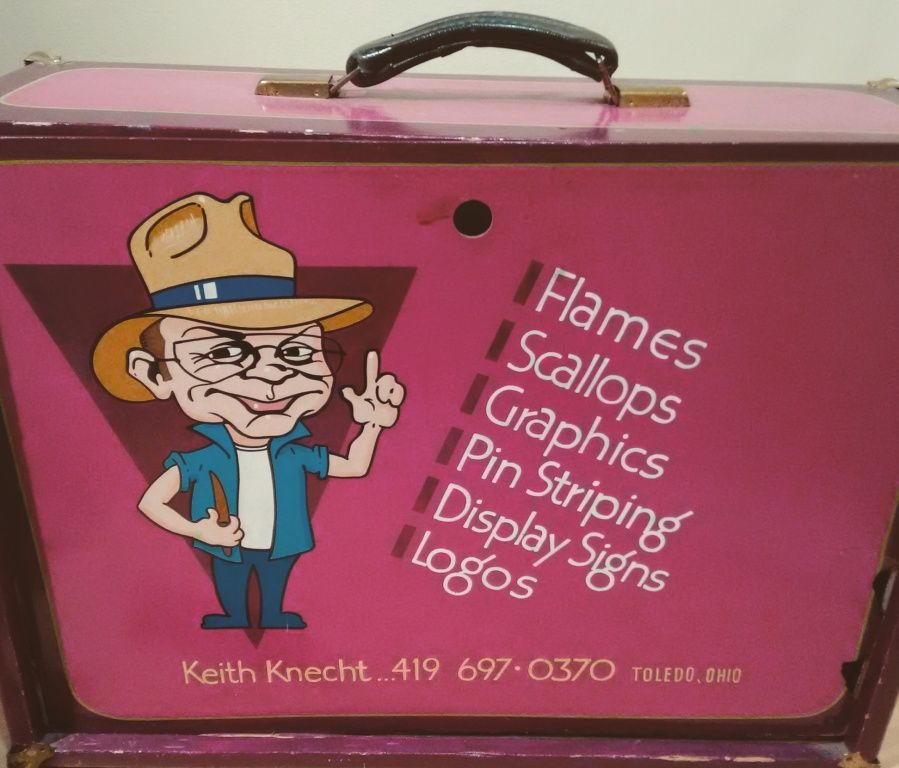 Flames
Scallops
Graphics
Pin Striping
Display Signs
Logos
Keith Knecht...419 697·0370 TOLEDO, OHIO